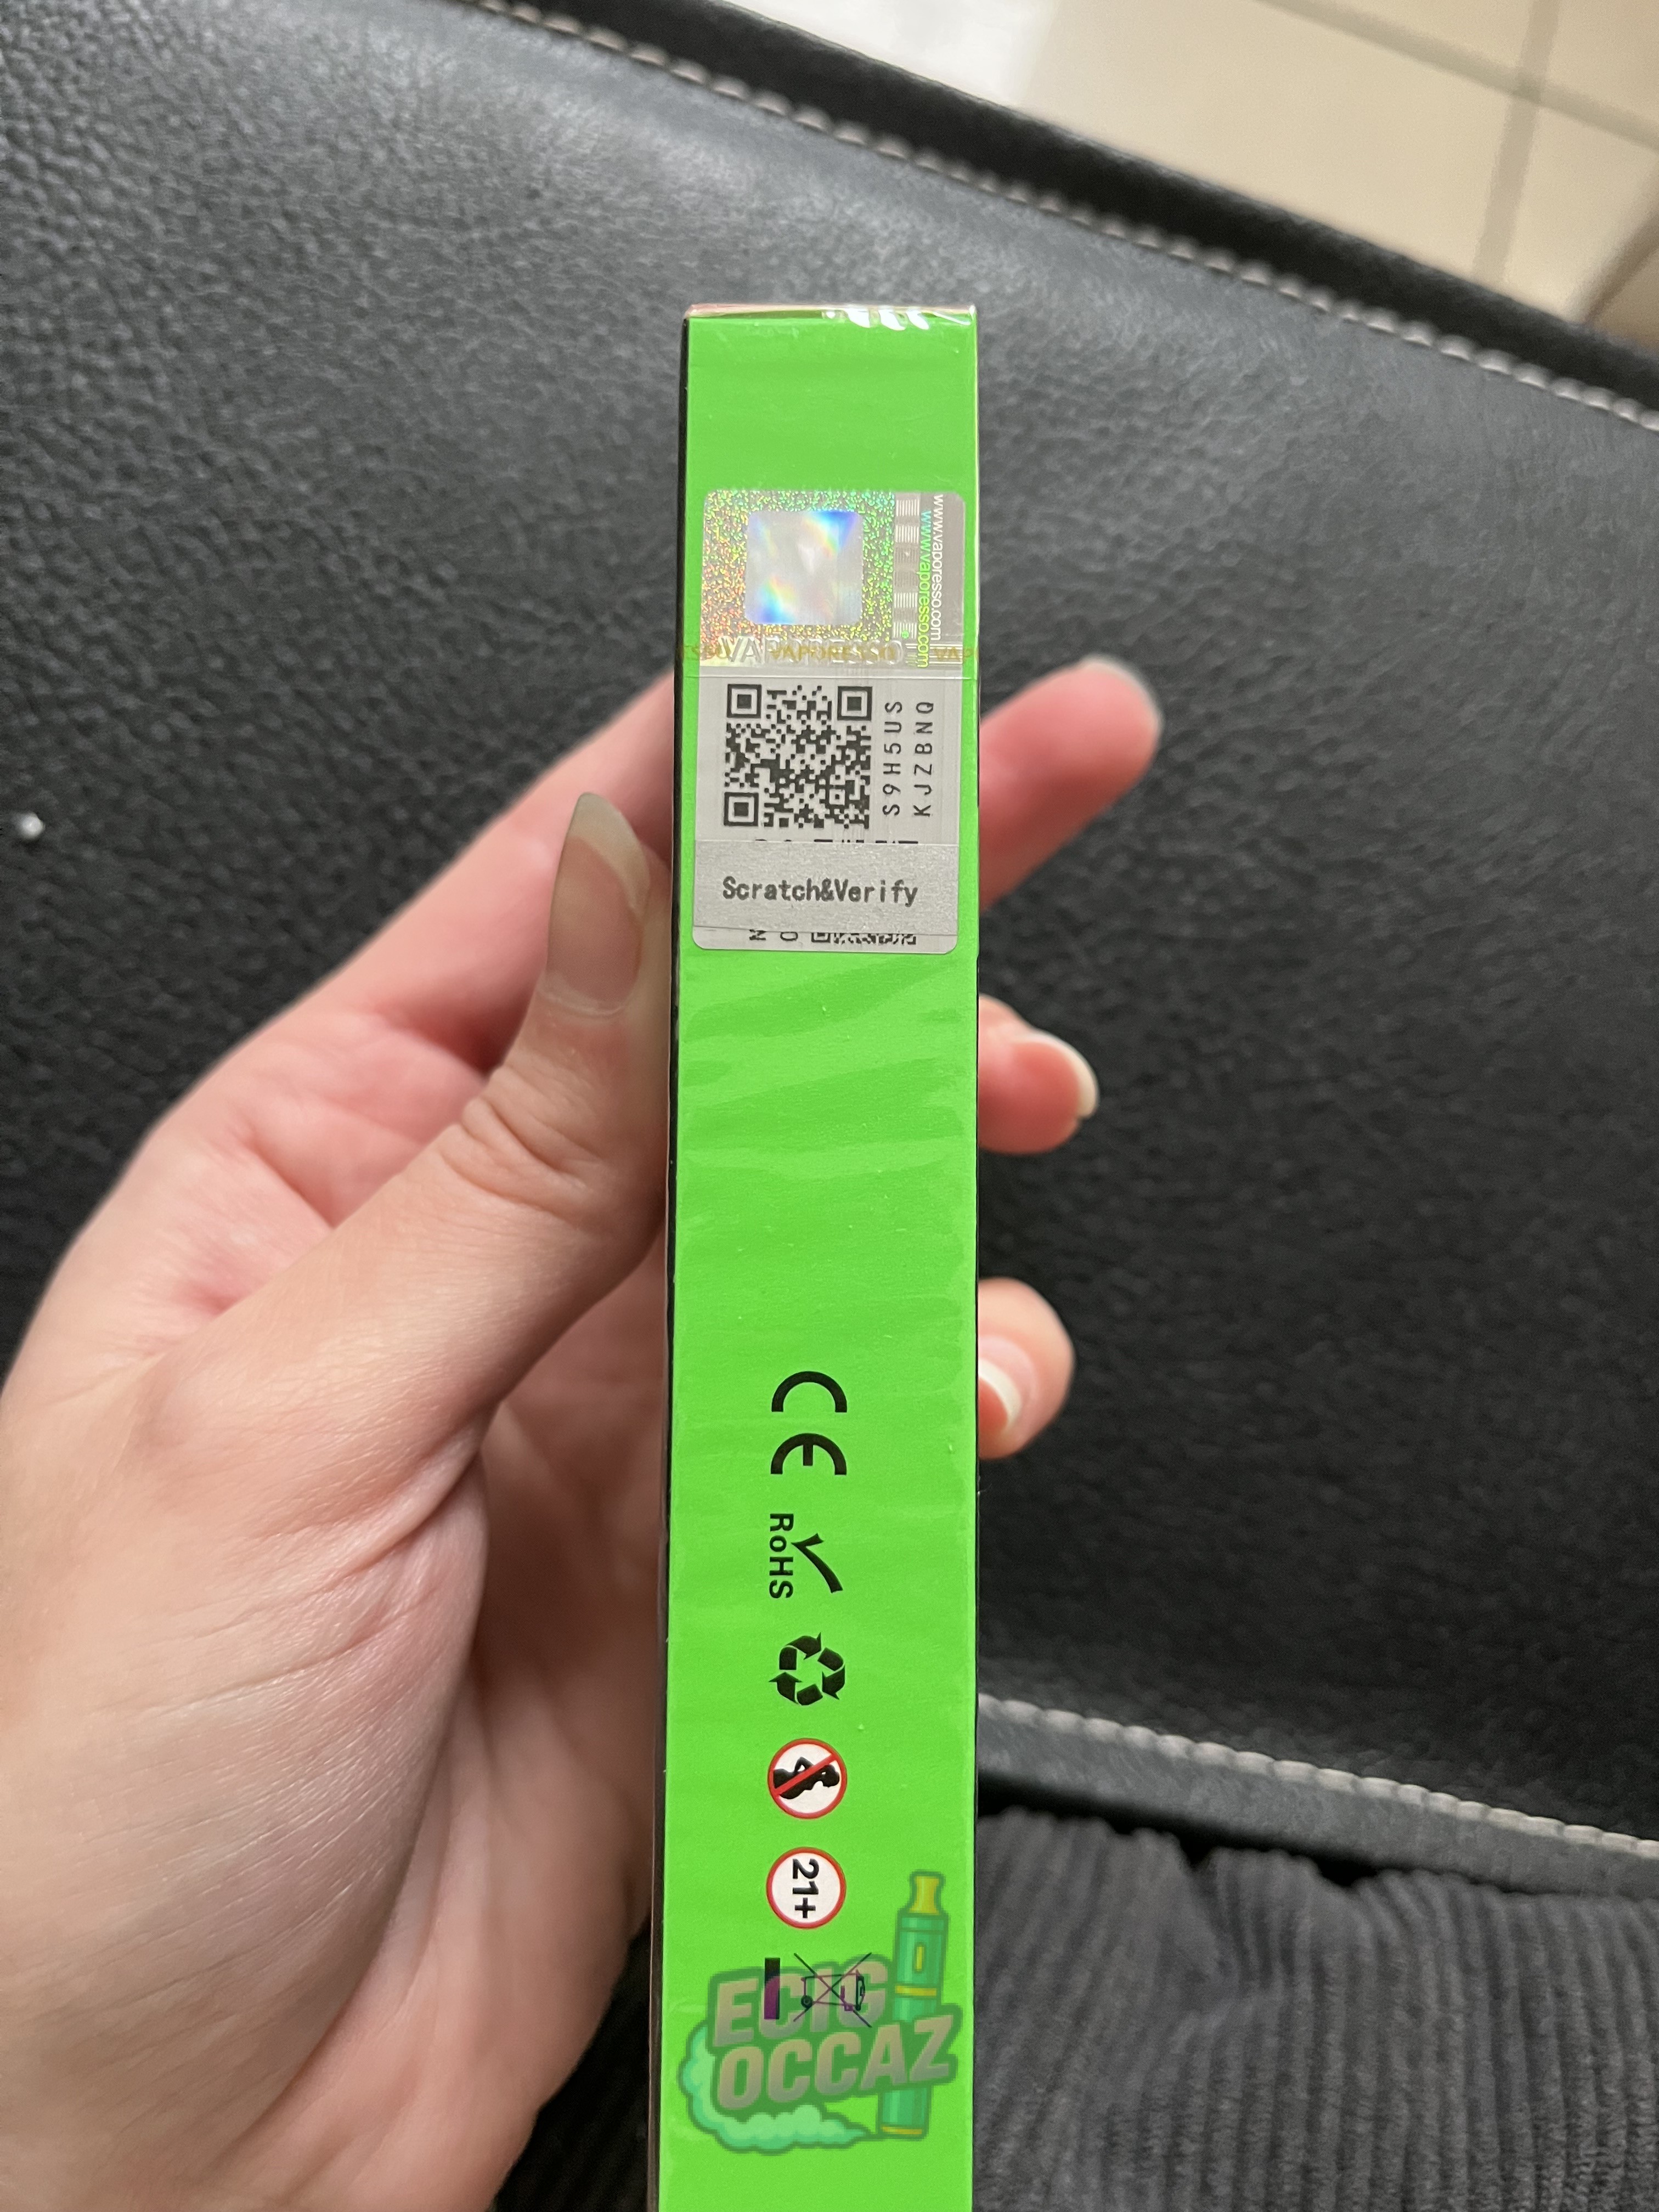 www.vaporesso.com
www.vaporesso.com
VAPORESSO
S9H5US
KJZBNQ
Scratch&Verify
CE
RoHS
21+
ECIG
OCCAZ